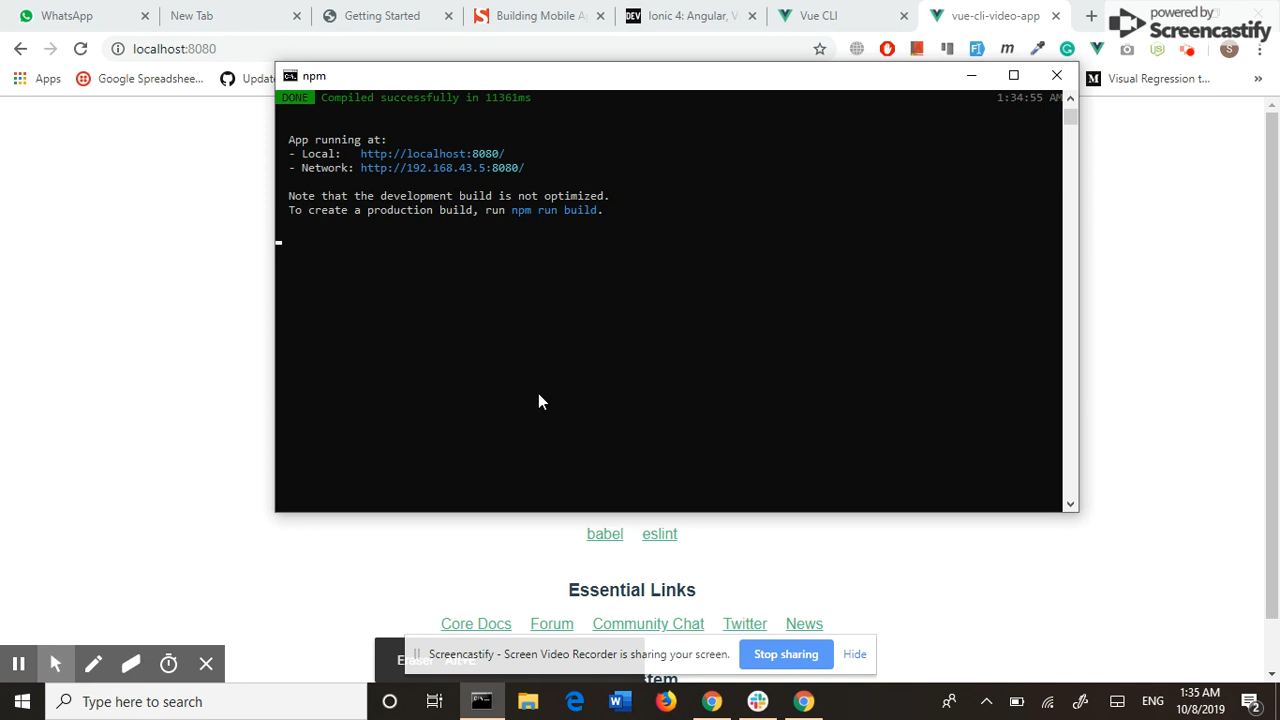 WhatsApp
New Tab
Getting Started
Building Mobile A
DEV
Ionic 4: Angular, V
Vue CLI
vue-cli-video-app
powered by
Screencastify
localhost:8080
Apps
Google Spreadshee...
Visual Regression t...
npm
DONE Compiled successfully in 11361ms 1:34:55 AM
App running at:
- Local: http://localhost:8080/
- Network: http://192.168.43.5:8080/
Note that the development build is not optimized.
To create a production build, run npm run build.
babel eslint
Essential Links
Core Docs Forum Community Chat Twitter News
Screencastify - Screen Video Recorder is sharing your screen. Stop sharing Hide
Type here to search
ENG
1:35 AM
10/8/2019
2